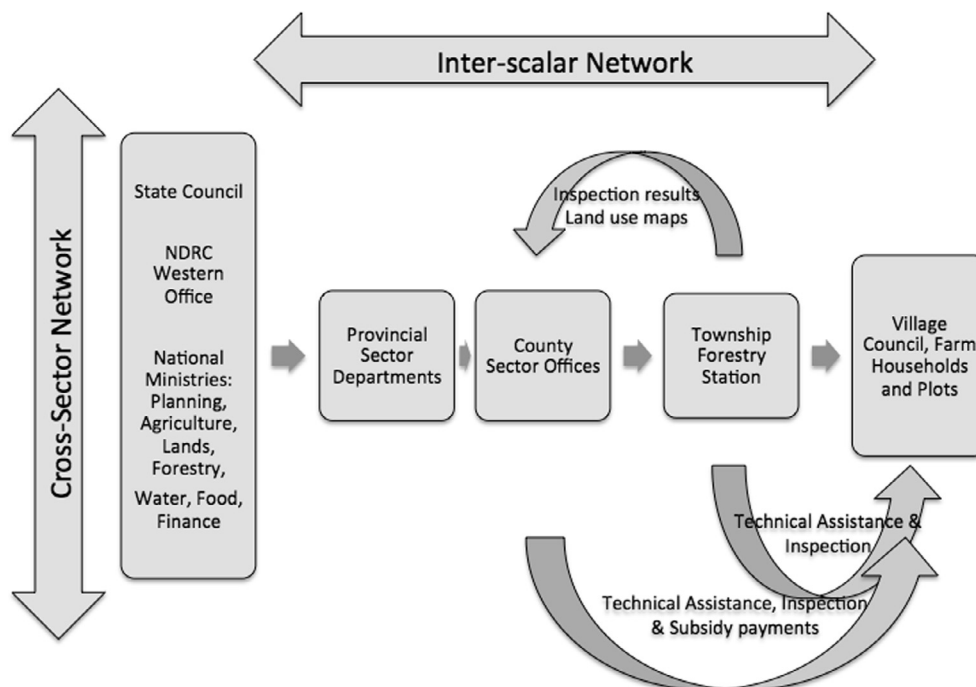 Inter-scalar Network
Cross-Sector Network
State Council
NDRC
Western
Office
National
Ministries:
Planning,
Agriculture,
Lands,
Forestry,
Water, Food,
Finance
Provincial
Sector
Departments
County
Sector Offices
Inspection results
Land use maps
Township
Forestry
Station
Village
Council, Farm
Households
and Plots
Technical Assistance &
Inspection
Technical Assistance, Inspection
& Subsidy payments